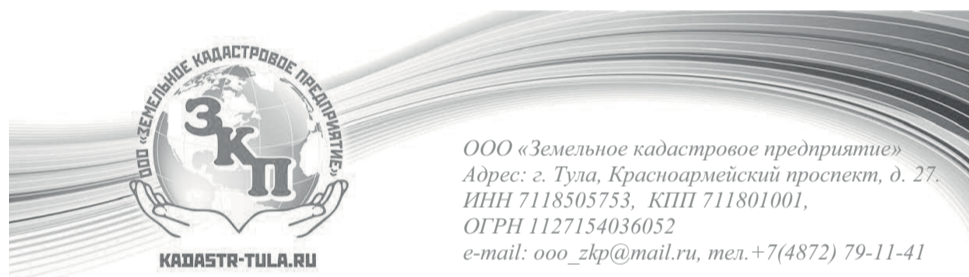 ООО «ЗЕМЕЛЬНОЕ КАДАСТРОВОЕ ПРЕДПРИЯТИЕ»
ЗКП
KADASTR-TULA.RU
ООО «Земельное кадастровое предприятие»
Адрес: г. Тула, Красноармейский проспект, д. 27.
ИНН 7118505753, КПП 711801001,
ОГРН 1127154036052
e-mail: ooo_zkp@mail.ru, тел.+7(4872) 79-11-41